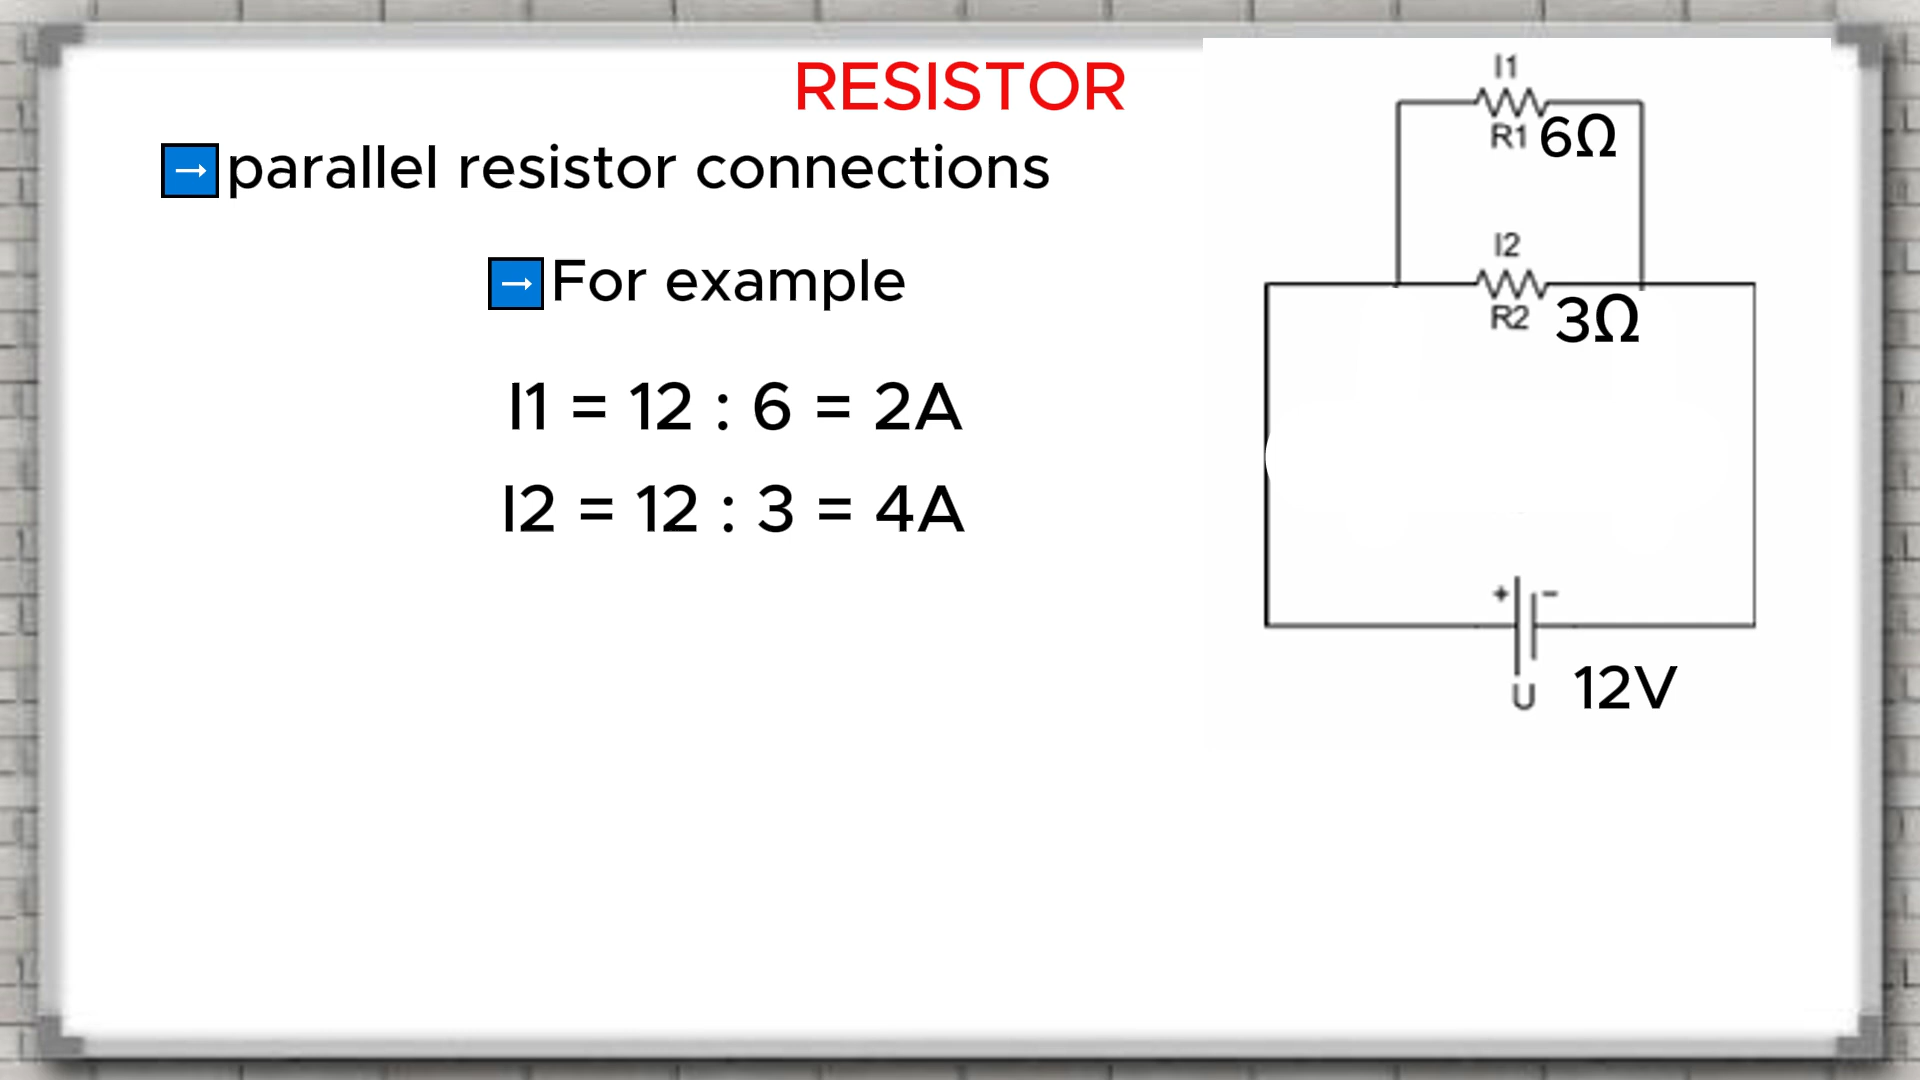 RESISTOR
➡parallel resistor connections
➡For example
I1 = 12 : 6 = 2A
I2 = 12 : 3 = 4A
I1
R1 6Ω
I2
R2 3Ω
+ -
U 12V